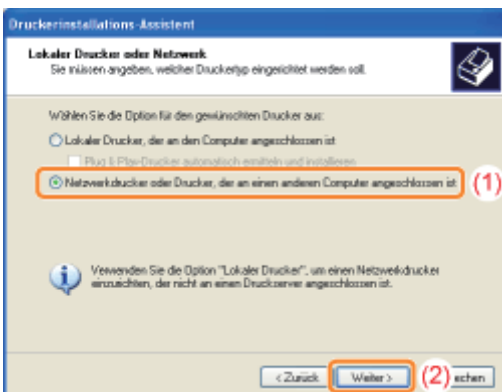 Druckerinstallations-Assistent
Lokaler Drucker oder Netzwerk
Sie müssen angeben, welcher Druckertyp eingerichtet werden soll.
Wählen Sie die Option für den gewünschten Drucker aus:
Lokaler Drucker, der an den Computer angeschlossen ist
Plug & Play-Drucker automatisch ermitteln und installieren
Netzwerkdrucker oder Drucker, der an einen anderen Computer angeschlossen ist
(1)
Verwenden Sie die Option "Lokaler Drucker", um einen Netzwerkdrucker
einzurichten, der nicht an einen Druckserver angeschlossen ist.
< Zurück Weiter > (2) echen